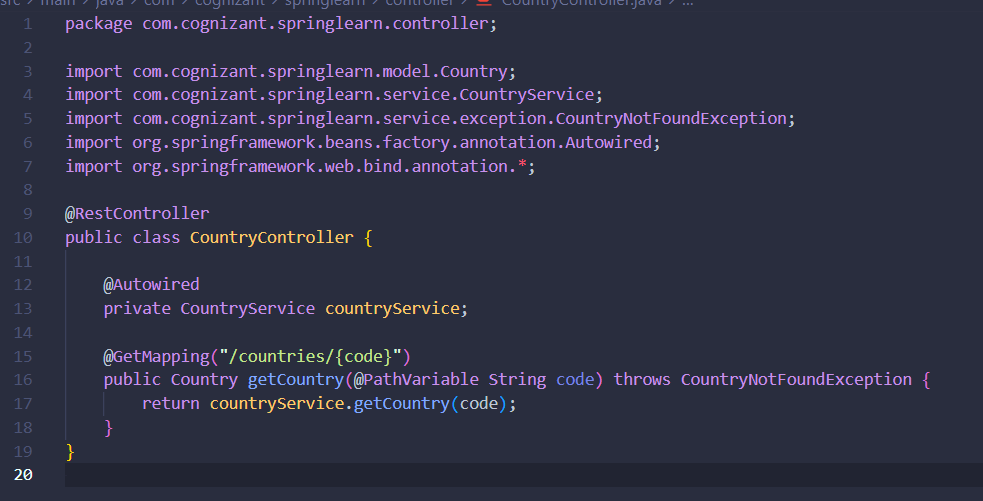 src > main > java > com > cognizant > springlearn > controller > CountryController.java > ...
1 package com.cognizant.springlearn.controller;
2
3 import com.cognizant.springlearn.model.Country;
4 import com.cognizant.springlearn.service.CountryService;
5 import com.cognizant.springlearn.service.exception.CountryNotFoundException;
6 import org.springframework.beans.factory.annotation.Autowired;
7 import org.springframework.web.bind.annotation.*;
8
9 @RestController
10 public class CountryController {
11
12 @Autowired
13 private CountryService countryService;
14
15 @GetMapping("/countries/{code}")
16 public Country getCountry(@PathVariable String code) throws CountryNotFoundException {
17 return countryService.getCountry(code);
18 }
19 }
20